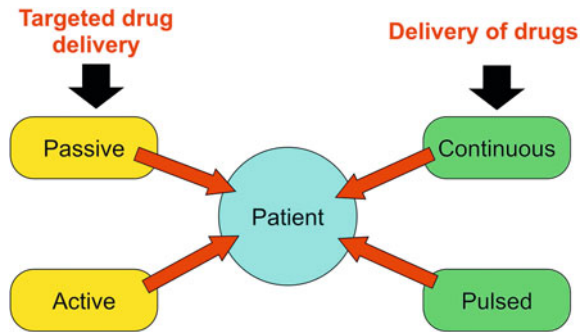 Targeted drug
delivery
Delivery of drugs
Passive
Continuous
Patient
Active
Pulsed